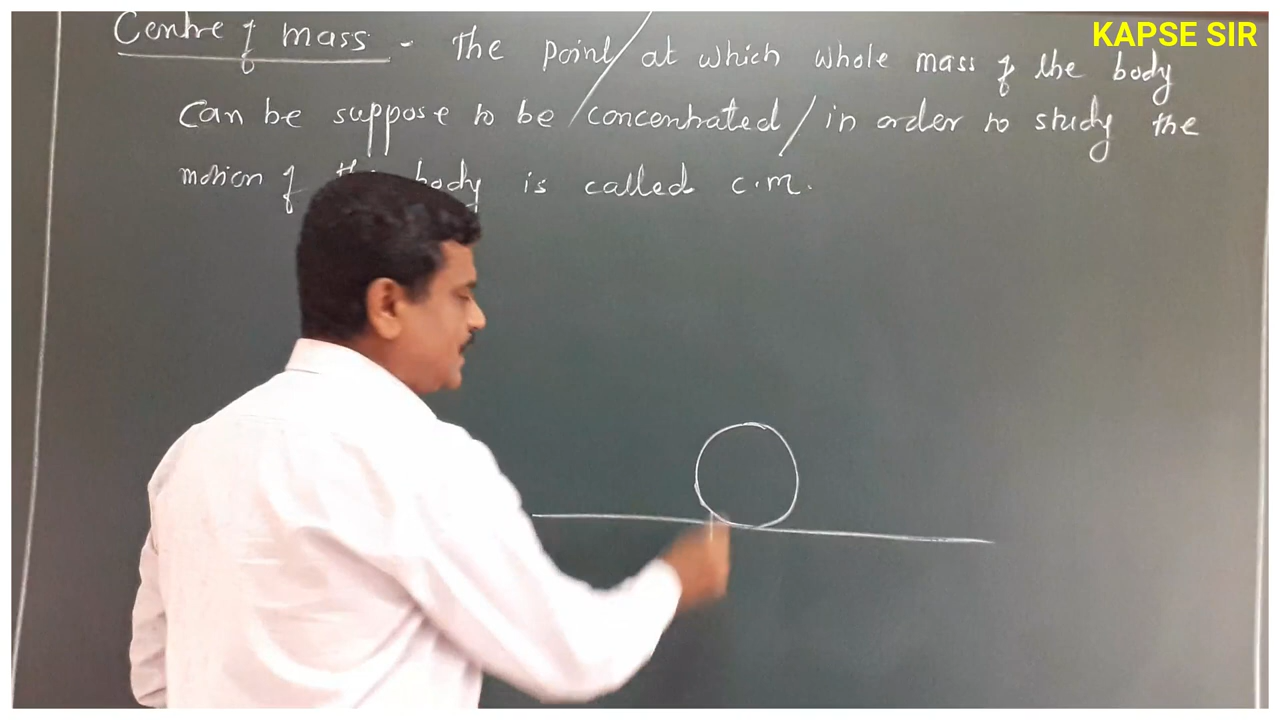 KAPSE SIR
Centre of mass - The point / at which whole mass of the body
can be suppose to be / concentrated / in order to study the
motion of the body is called c.m.